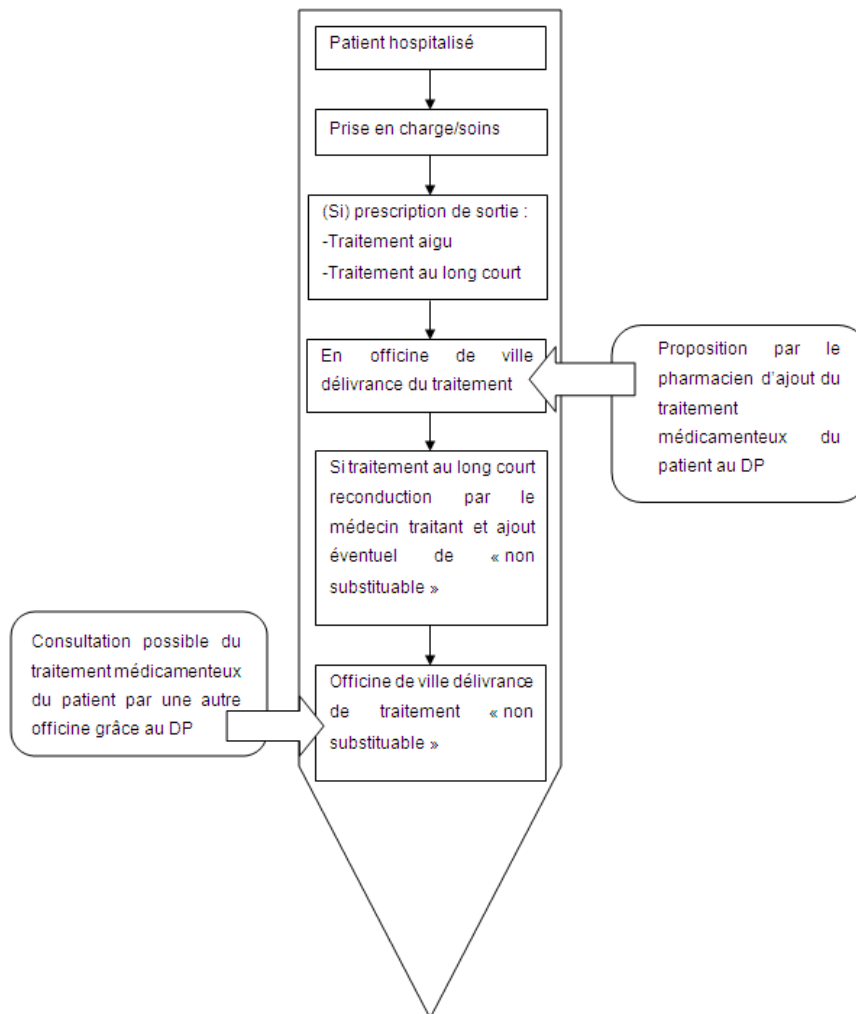 Patient hospitalisé
Prise en charge/soins
(Si) prescription de sortie :
-Traitement aigu
-Traitement au long court
En officine de ville
délivrance du traitement
Proposition par le
pharmacien d'ajout du
traitement
médicamenteux du
patient au DP
Si traitement au long court
reconduction par le
médecin traitant et ajout
éventuel de « non
substituable »
Consultation possible du
traitement médicamenteux
du patient par une autre
officine grâce au DP
Officine de ville délivrance
de traitement « non
substituable »